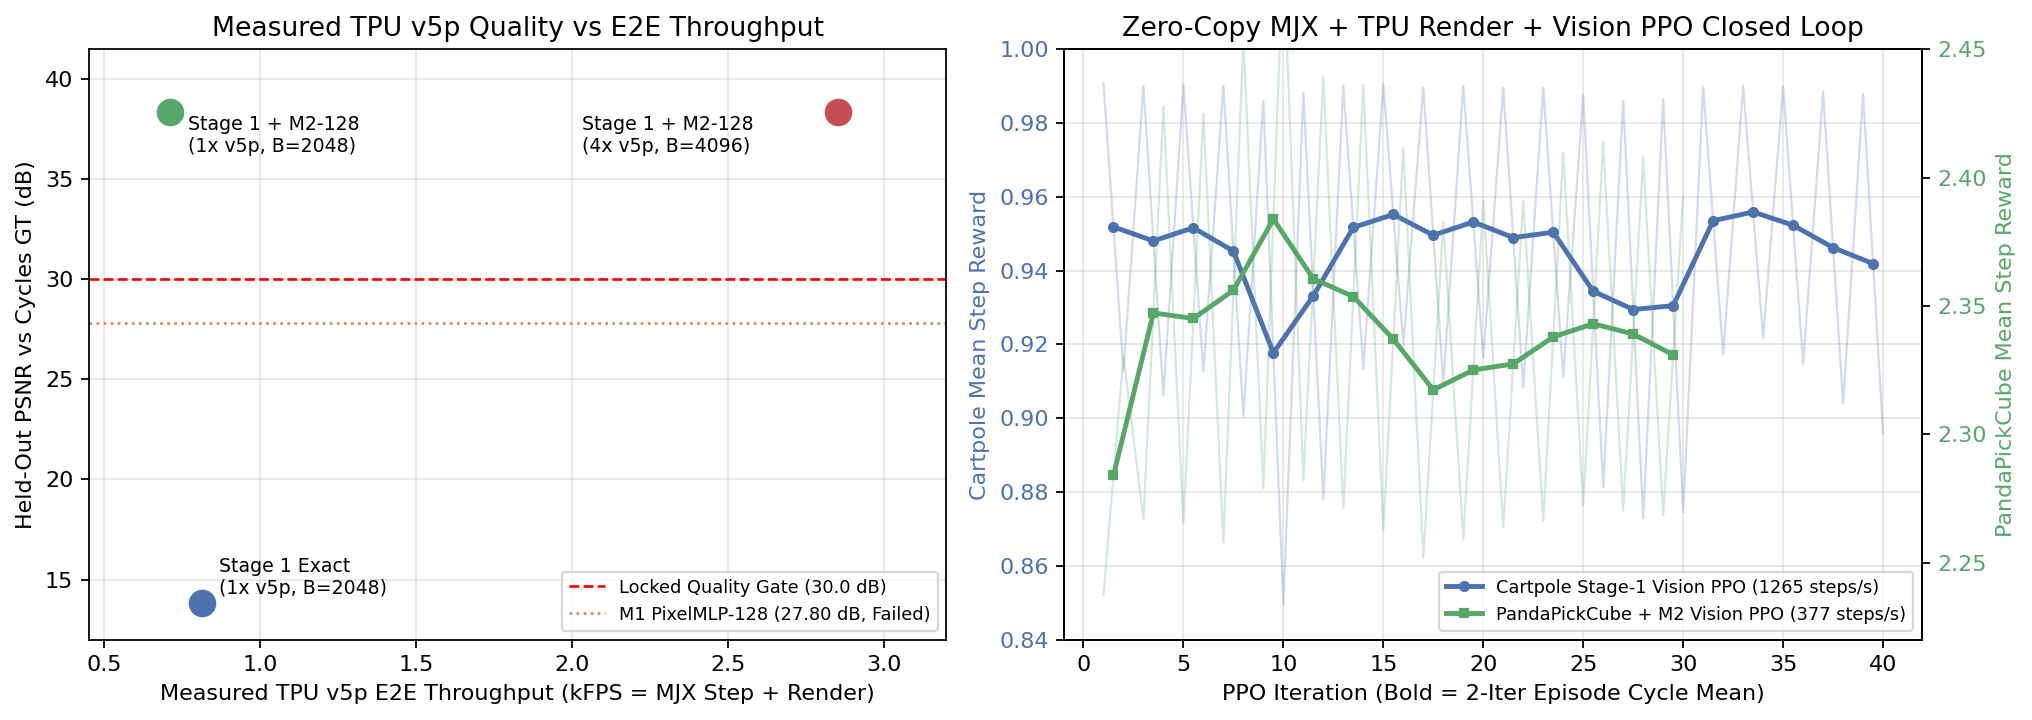 Measured TPU v5p Quality vs E2E Throughput
Held-Out PSNR vs Cycles GT (dB)
40
35
30
25
20
15
Stage 1 + M2-128
(1x v5p, B=2048)
Stage 1 + M2-128
(4x v5p, B=4096)
Stage 1 Exact
(1x v5p, B=2048)
Locked Quality Gate (30.0 dB)
M1 PixelMLP-128 (27.80 dB, Failed)
0.5 1.0 1.5 2.0 2.5 3.0
Measured TPU v5p E2E Throughput (kFPS = MJX Step + Render)
Zero-Copy MJX + TPU Render + Vision PPO Closed Loop
Cartpole Mean Step Reward
1.00
0.98
0.96
0.94
0.92
0.90
0.88
0.86
0.84
2.45
2.40
2.35
2.30
2.25
PandaPickCube Mean Step Reward
Cartpole Stage-1 Vision PPO (1265 steps/s)
PandaPickCube + M2 Vision PPO (377 steps/s)
0 5 10 15 20 25 30 35 40
PPO Iteration (Bold = 2-Iter Episode Cycle Mean)